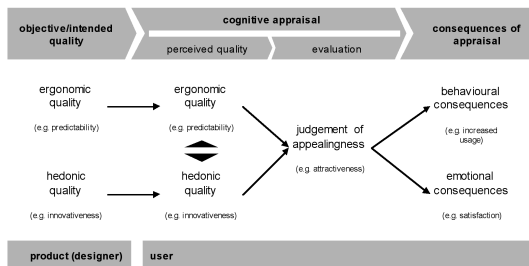 objective/intended
quality
cognitive appraisal
perceived quality
evaluation
consequences of
appraisal
ergonomic
quality
(e.g. predictability)
ergonomic
quality
(e.g. predictability)
hedonic
quality
(e.g. innovativeness)
hedonic
quality
(e.g. innovativeness)
judgement of
appealingness
(e.g. attractiveness)
behavioural
consequences
(e.g. increased
usage)
emotional
consequences
(e.g. satisfaction)
product (designer)
user